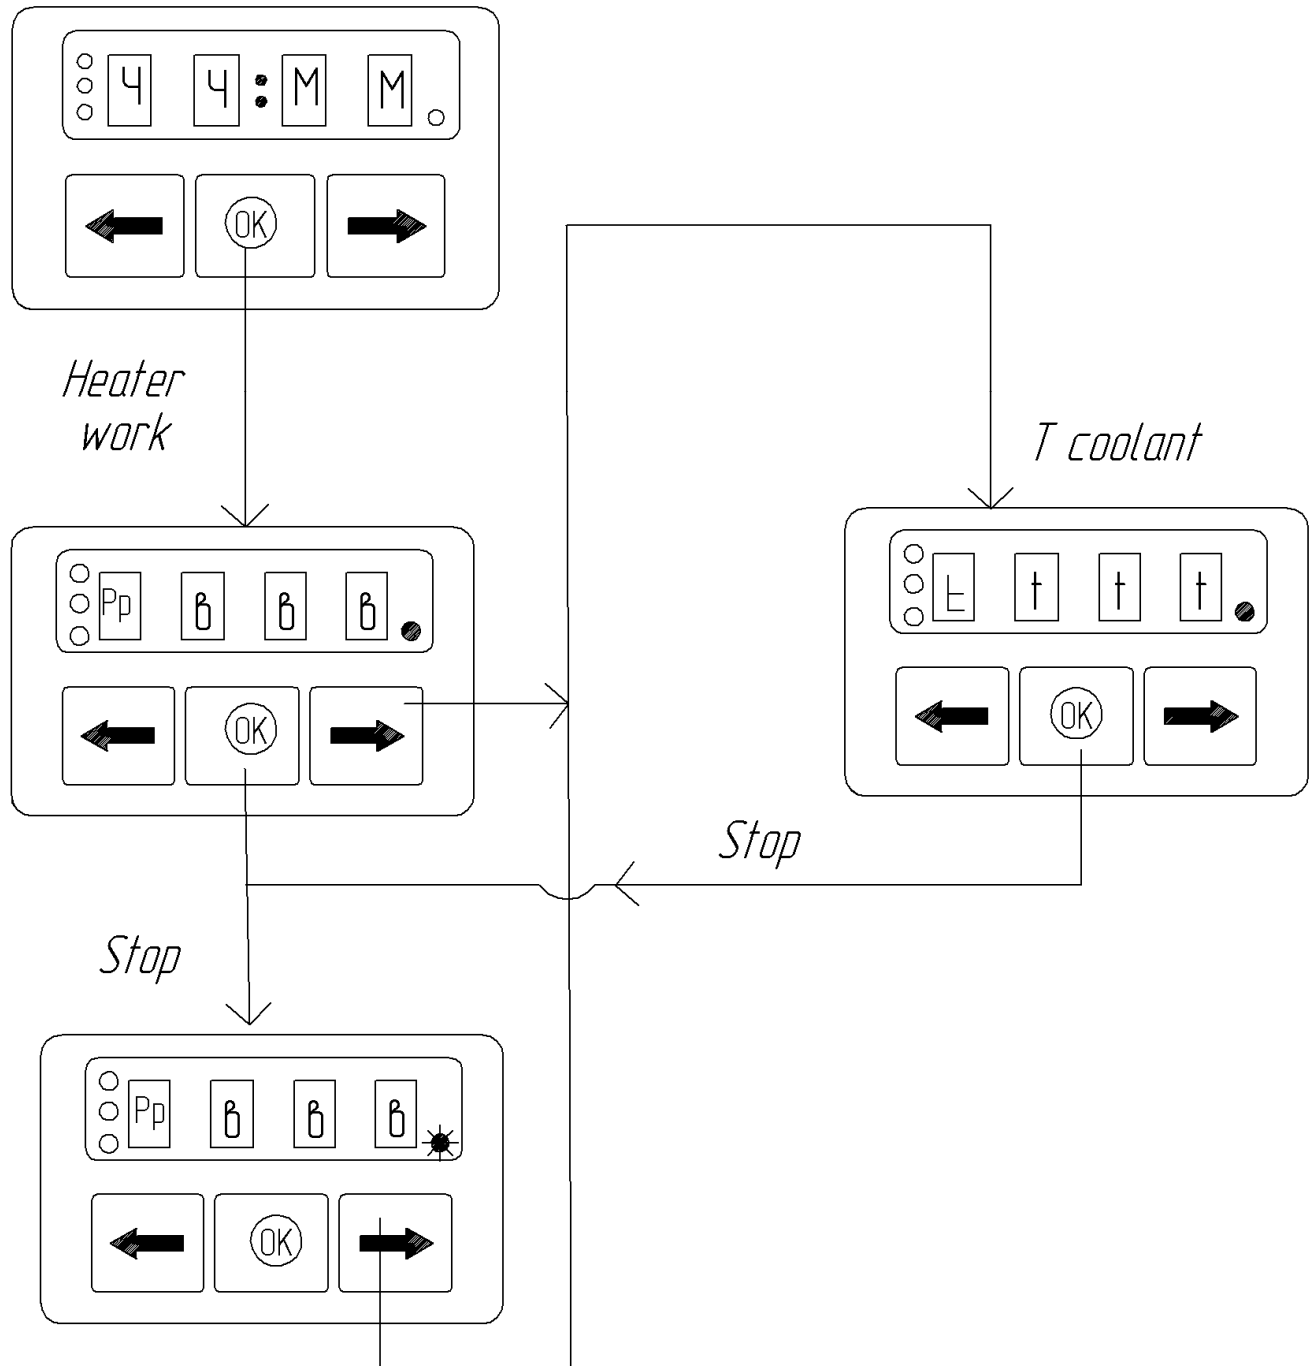 Ч Ч : М М
OK
Heater
work
T coolant
Pp в в в
OK
t t t t
OK
Stop
Stop
Pp в в в
OK